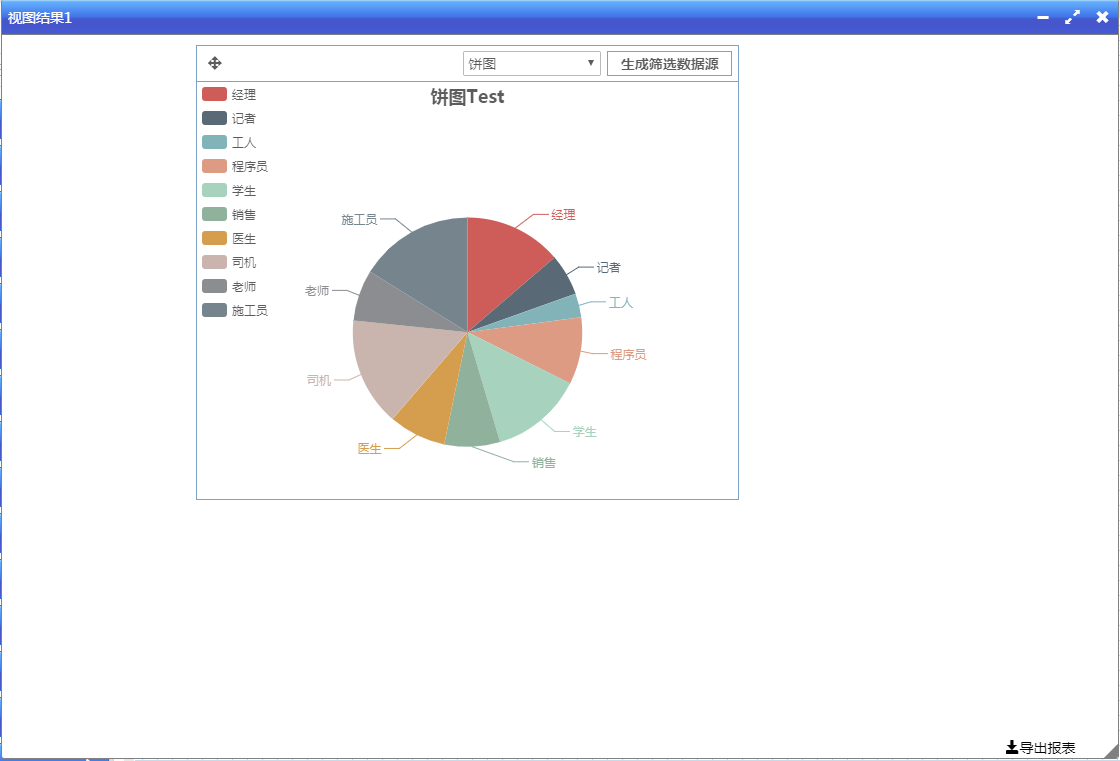 视图结果1
饼图
生成筛选数据源
饼图Test
经理
记者
工人
程序员
学生
销售
医生
司机
老师
施工员
施工员
经理
记者
老师
工人
程序员
司机
学生
医生
销售
导出报表